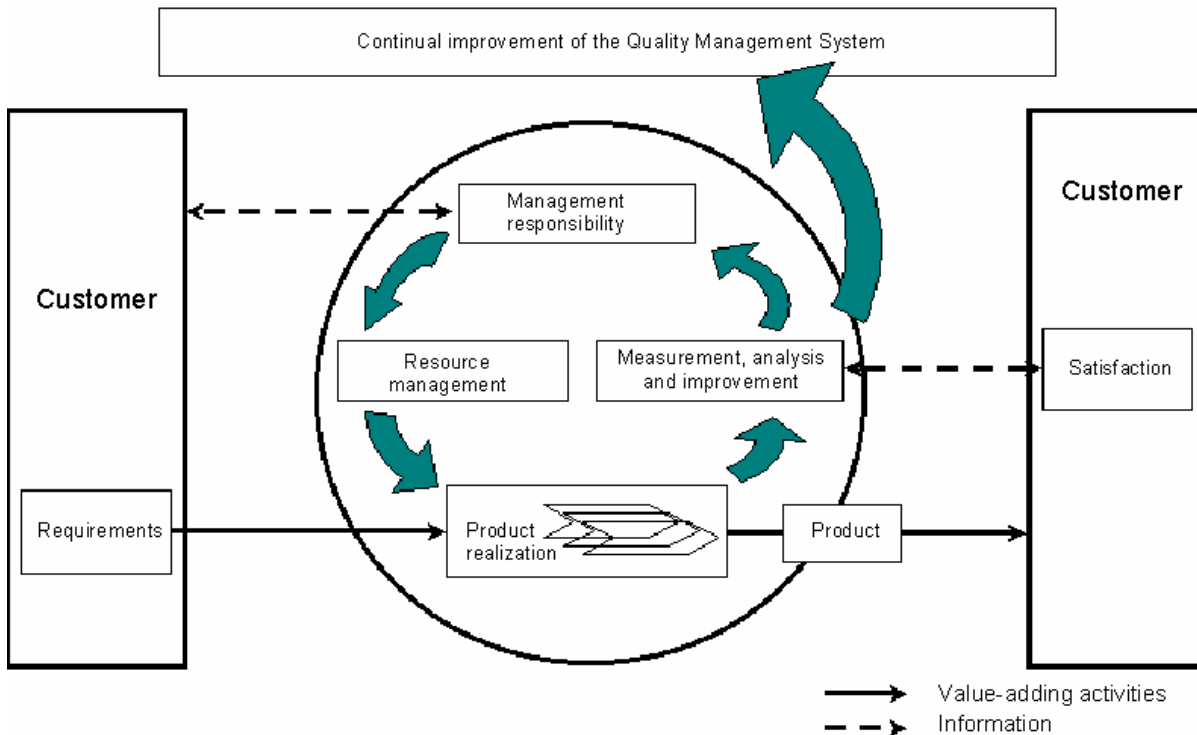 Continual improvement of the Quality Management System
Customer
Requirements
Management
responsibility
Resource
management
Measurement, analysis
and improvement
Product
realization
Product
Customer
Satisfaction
Value-adding activities
Information